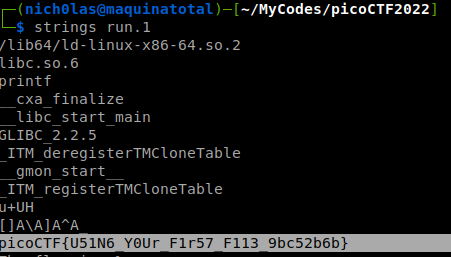 ┌─(nich0las@maquinatotal)-[~/MyCodes/picoCTF2022]
└─$ strings run.1
/lib64/ld-linux-x86-64.so.2
libc.so.6
printf
__cxa_finalize
__libc_start_main
GLIBC_2.2.5
_ITM_deregisterTMCloneTable
__gmon_start__
_ITM_registerTMCloneTable
u+UH
[]A\A]A^A_
picoCTF{U51N6_Y0Ur_F1r57_F113_9bc52b6b}